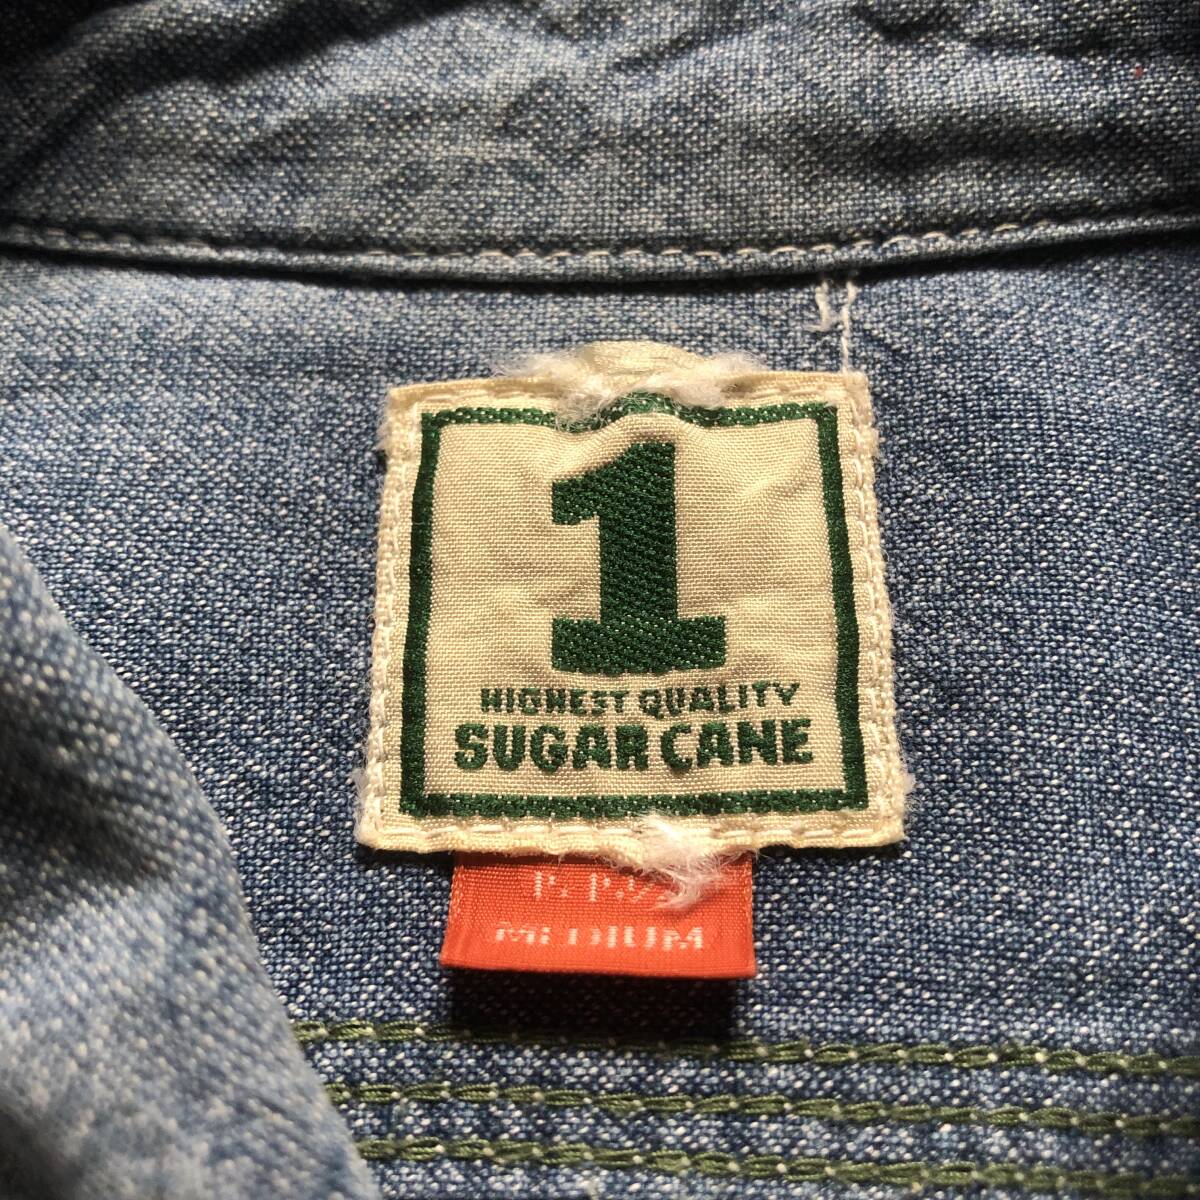 1
HIGHEST QUALITY
SUGAR CANE
MEDIUM